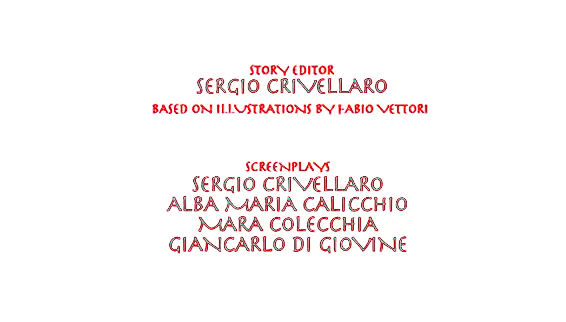 STORY EDITOR
SERGIO CRIVELLARO
BASED ON ILLUSTRATIONS BY FABIO VETTORI
SCREENPLAYS
SERGIO CRIVELLARO
ALBA MARIA CALICCHIO
MARA COLECCHIA
GIANCARLO DI GIOVINE